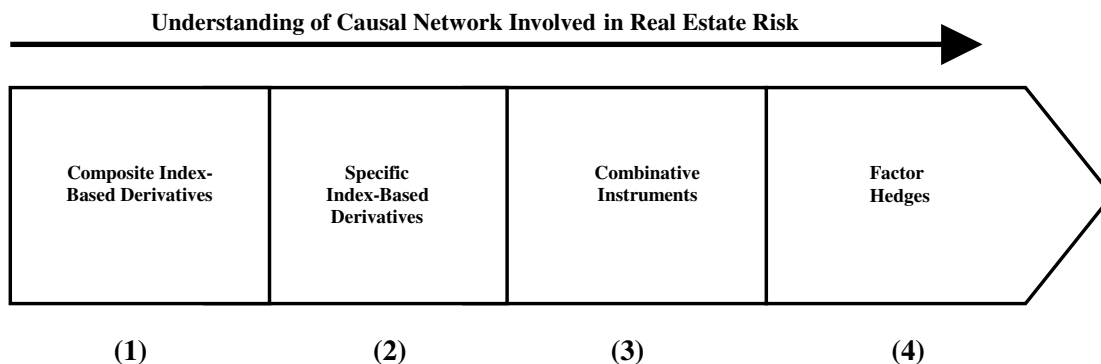 Understanding of Causal Network Involved in Real Estate Risk
Composite Index-
Based Derivatives
Specific
Index-Based
Derivatives
Combinative
Instruments
Factor
Hedges
(1)
(2)
(3)
(4)